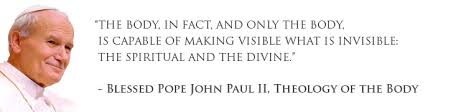 "THE BODY, IN FACT, AND ONLY THE BODY,
IS CAPABLE OF MAKING VISIBLE WHAT IS INVISIBLE:
THE SPIRITUAL AND THE DIVINE."
- BLESSED POPE JOHN PAUL II, THEOLOGY OF THE BODY